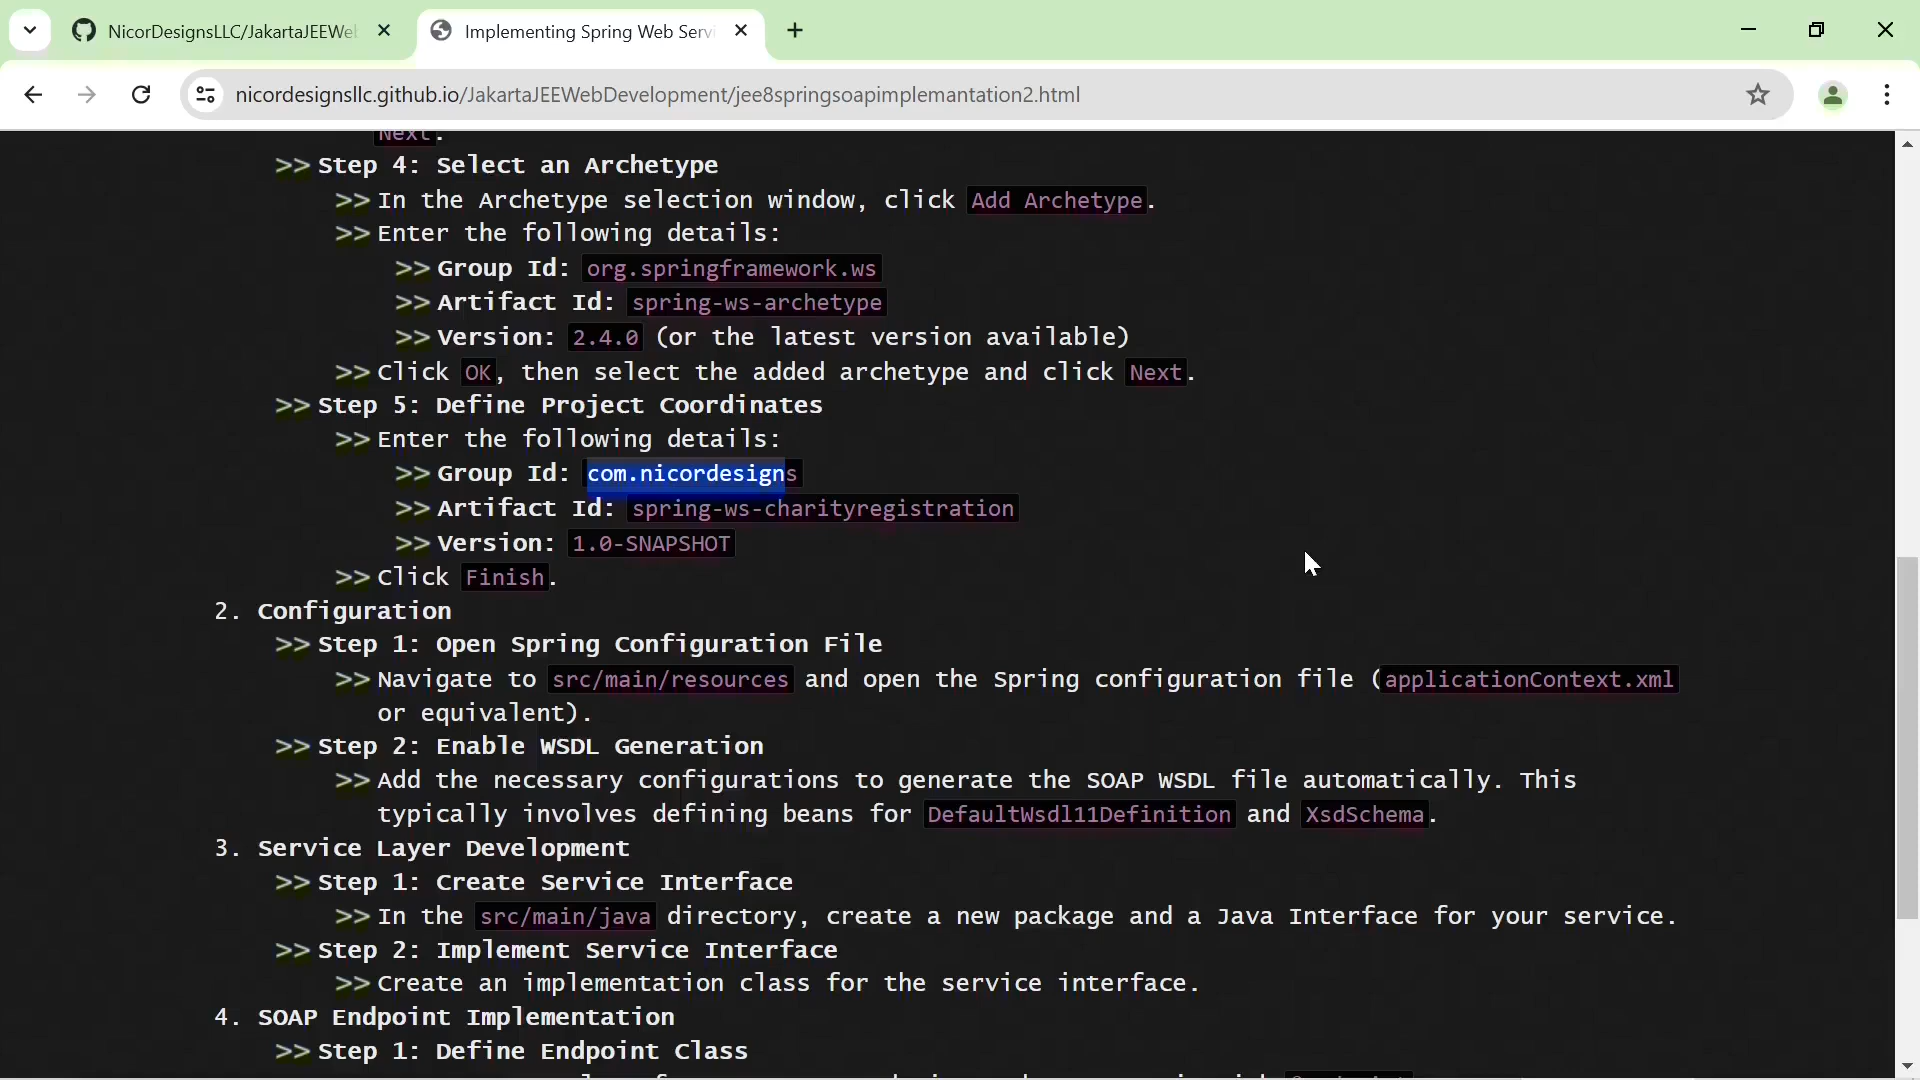 NicorDesignsLLC/JakartaJEEWe
Implementing Spring Web Servi
nicordesignsllc.github.io/JakartaJEEWebDevelopment/jee8springsoapimplemantation2.html
Next.
>> Step 4: Select an Archetype
>> In the Archetype selection window, click Add Archetype.
>> Enter the following details:
>> Group Id: org.springframework.ws
>> Artifact Id: spring-ws-archetype
>> Version: 2.4.0 (or the latest version available)
>> Click OK, then select the added archetype and click Next.
>> Step 5: Define Project Coordinates
>> Enter the following details:
>> Group Id: com.nicordesigns
>> Artifact Id: spring-ws-charityregistration
>> Version: 1.0-SNAPSHOT
>> Click Finish.
2. Configuration
>> Step 1: Open Spring Configuration File
>> Navigate to src/main/resources and open the Spring configuration file (applicationContext.xml
or equivalent).
>> Step 2: Enable WSDL Generation
>> Add the necessary configurations to generate the SOAP WSDL file automatically. This
typically involves defining beans for DefaultWsdl11Definition and XsdSchema.
3. Service Layer Development
>> Step 1: Create Service Interface
>> In the src/main/java directory, create a new package and a Java Interface for your service.
>> Step 2: Implement Service Interface
>> Create an implementation class for the service interface.
4. SOAP Endpoint Implementation
>> Step 1: Define Endpoint Class